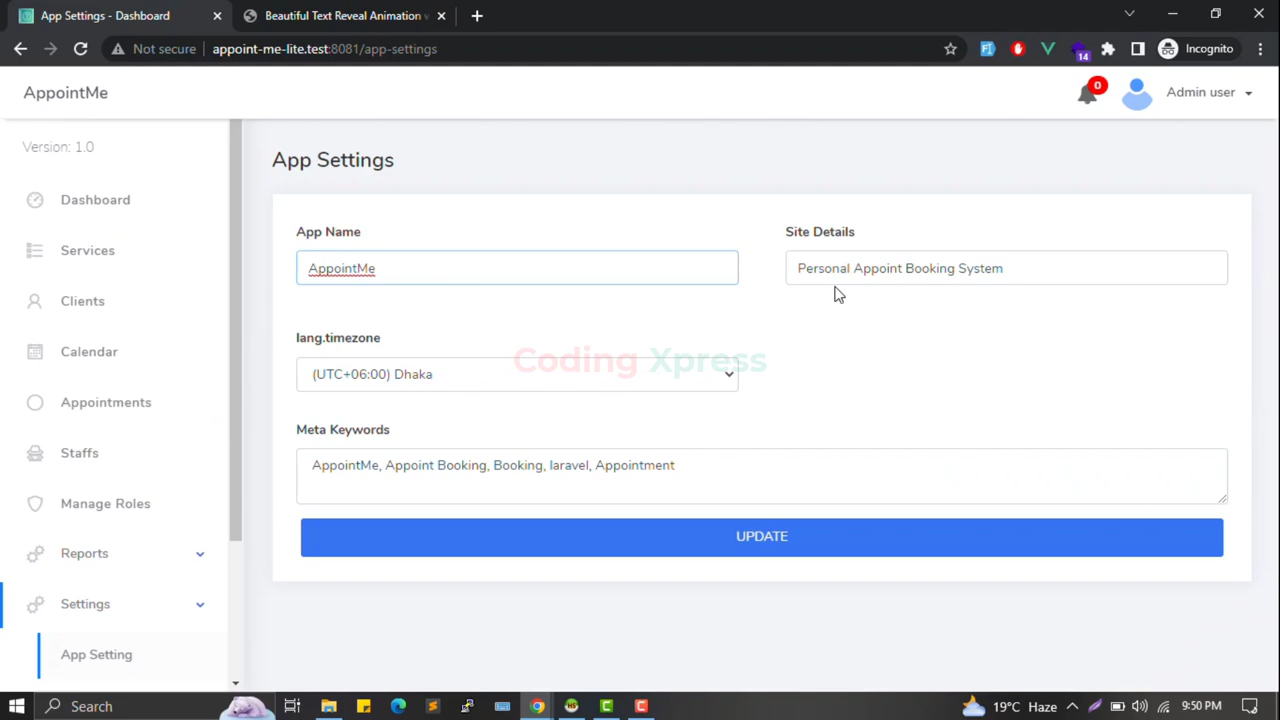 App Settings - Dashboard
Beautiful Text Reveal Animation
Not secure
appoint-me-lite.test:8081/app-settings
14
Incognito
AppointMe
0
Admin user
Version: 1.0
Dashboard
Services
Clients
Calendar
Appointments
Staffs
Manage Roles
Reports
Settings
App Setting
App Settings
App Name
Site Details
AppointMe
Personal Appoint Booking System
lang.timezone
(UTC+06:00) Dhaka
Coding Xpress
Meta Keywords
AppointMe, Appoint Booking, Booking, laravel, Appointment
UPDATE
Search
19°C Haze
9:50 PM